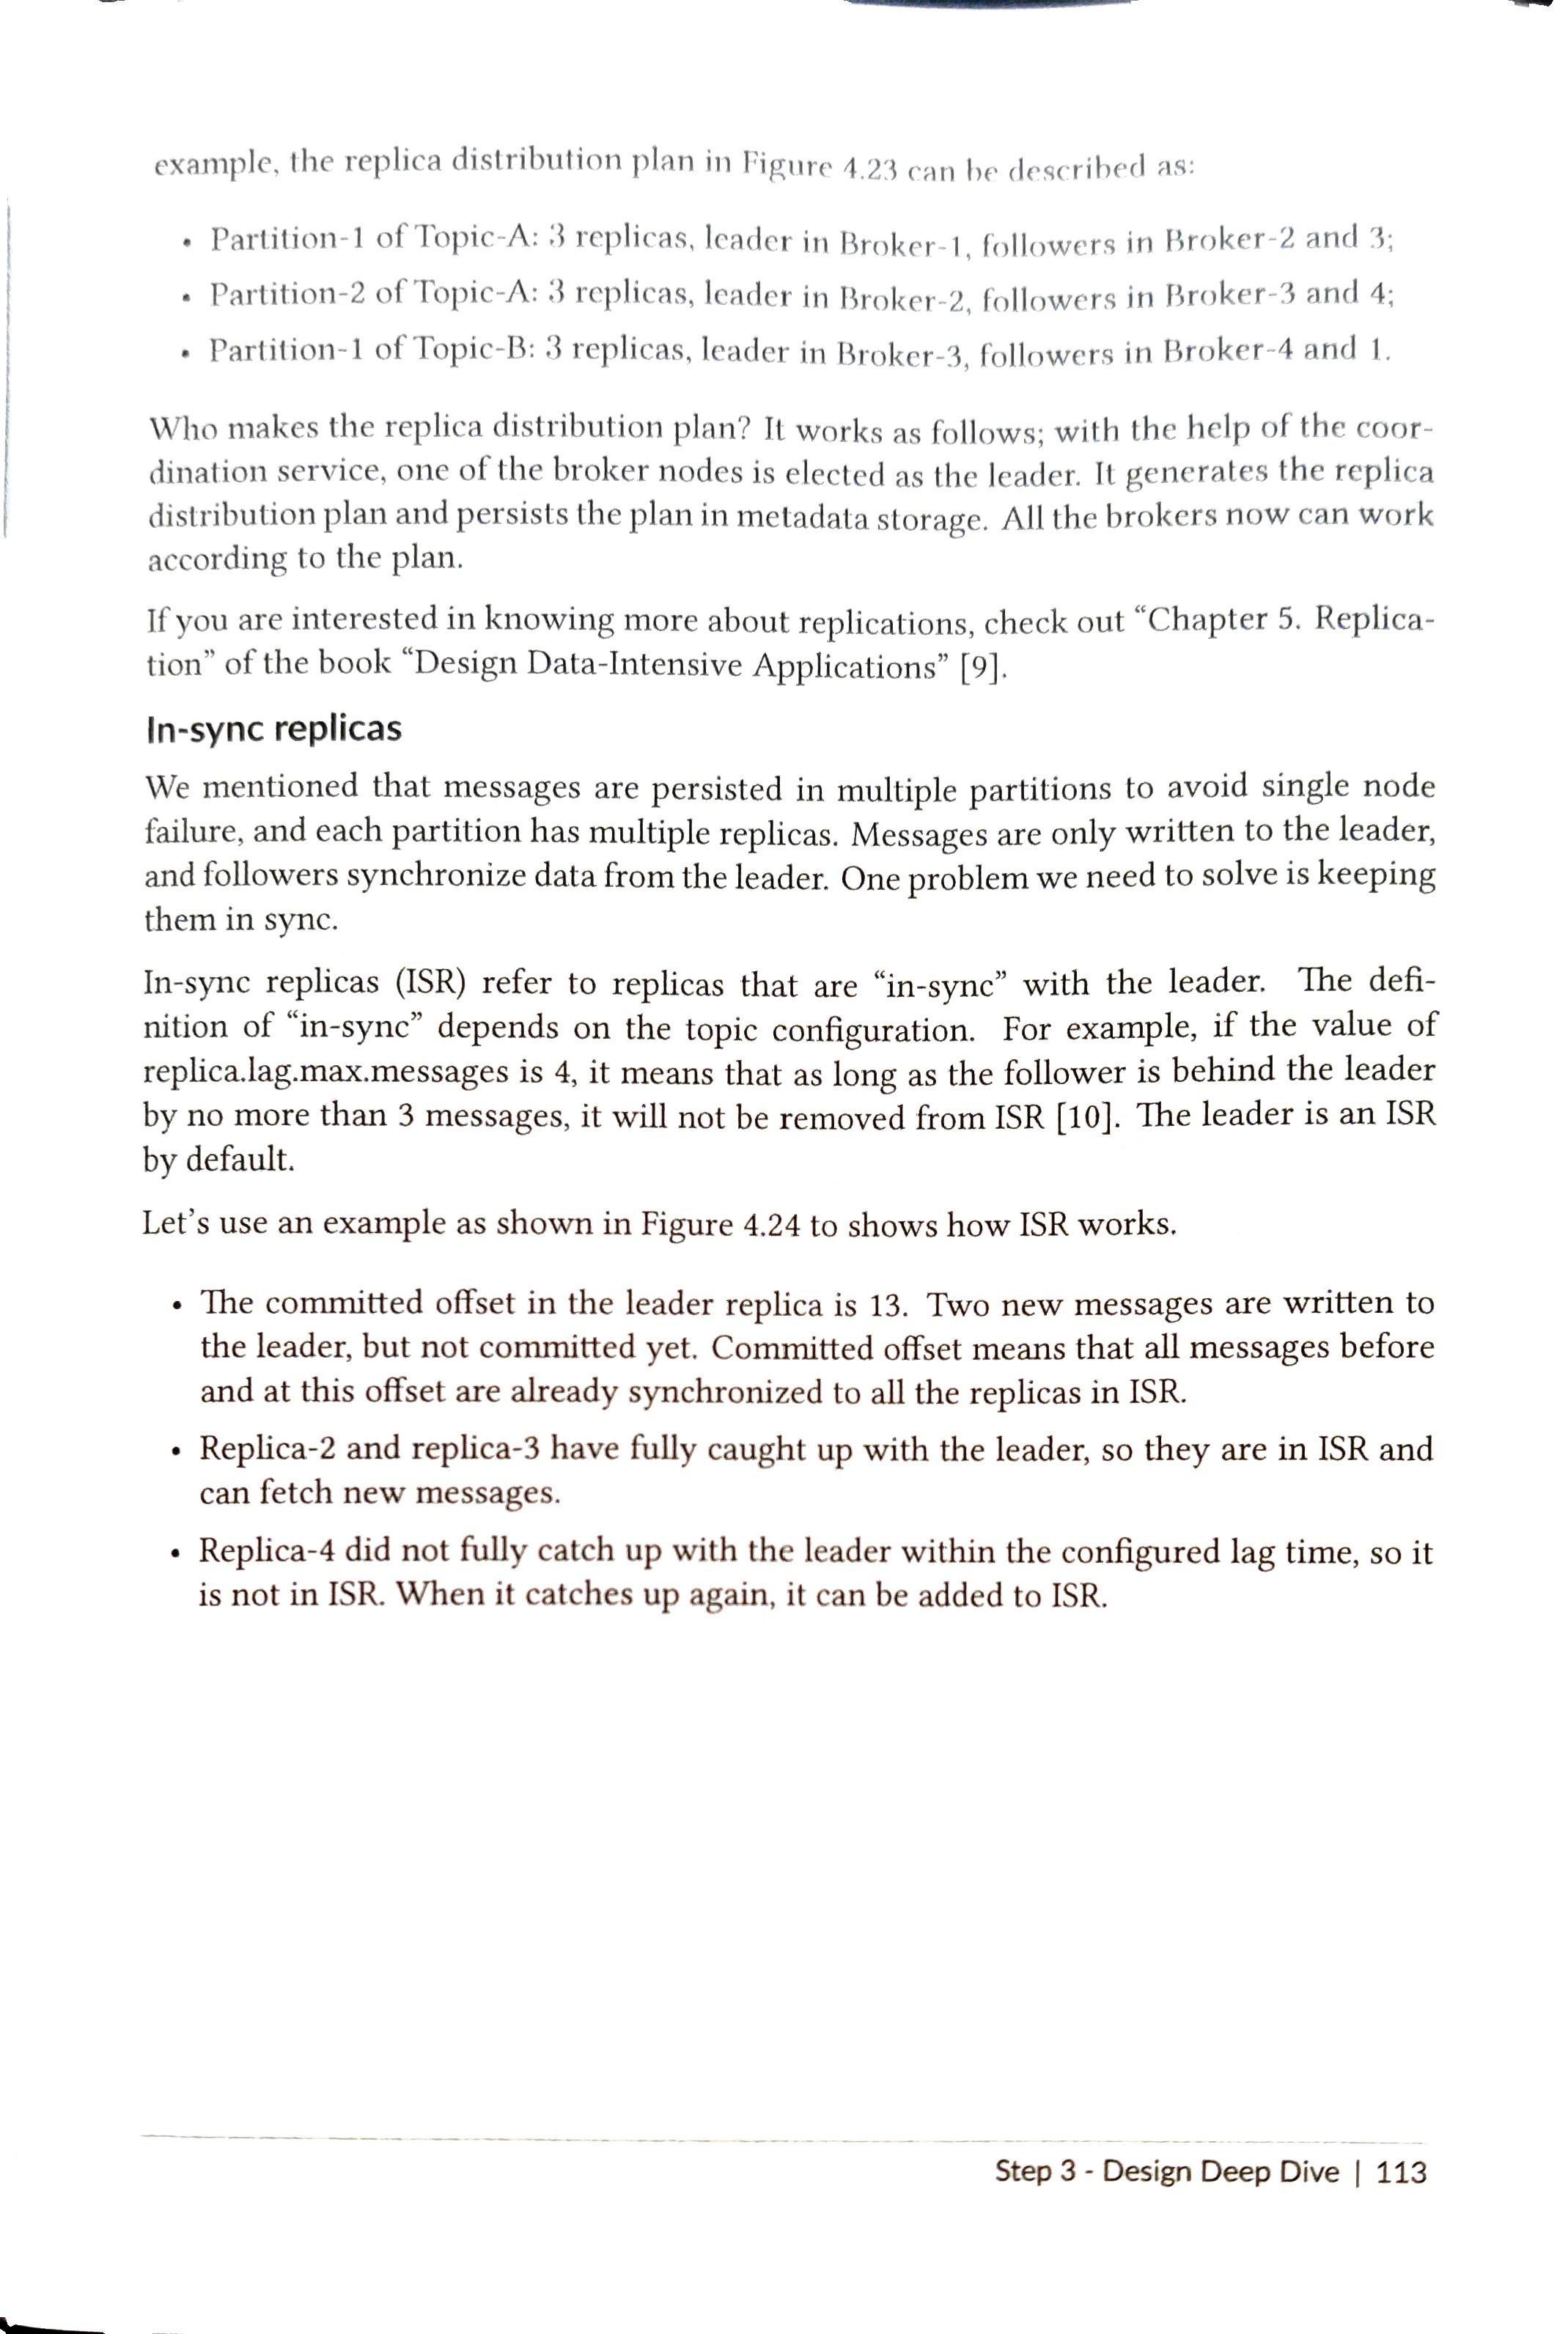 example, the replica distribution plan in Figure 4.23 can be described as:
• Partition-1 of Topic-A: 3 replicas, leader in Broker-1, followers in Broker-2 and 3;
• Partition-2 of Topic-A: 3 replicas, leader in Broker-2, followers in Broker-3 and 4;
• Partition-1 of Topic-B: 3 replicas, leader in Broker-3, followers in Broker-4 and 1.
Who makes the replica distribution plan? It works as follows; with the help of the coor-
dination service, one of the broker nodes is elected as the leader. It generates the replica
distribution plan and persists the plan in metadata storage. All the brokers now can work
according to the plan.
If you are interested in knowing more about replications, check out “Chapter 5. Replica-
tion” of the book “Design Data-Intensive Applications” [9].
In-sync replicas
We mentioned that messages are persisted in multiple partitions to avoid single node
failure, and each partition has multiple replicas. Messages are only written to the leader,
and followers synchronize data from the leader. One problem we need to solve is keeping
them in sync.
In-sync replicas (ISR) refer to replicas that are “in-sync” with the leader. The defi-
nition of “in-sync” depends on the topic configuration. For example, if the value of
replica.lag.max.messages is 4, it means that as long as the follower is behind the leader
by no more than 3 messages, it will not be removed from ISR [10]. The leader is an ISR
by default.
Let’s use an example as shown in Figure 4.24 to shows how ISR works.
• The committed offset in the leader replica is 13. Two new messages are written to
the leader, but not committed yet. Committed offset means that all messages before
and at this offset are already synchronized to all the replicas in ISR.
• Replica-2 and replica-3 have fully caught up with the leader, so they are in ISR and
can fetch new messages.
• Replica-4 did not fully catch up with the leader within the configured lag time, so it
is not in ISR. When it catches up again, it can be added to ISR.
Step 3 - Design Deep Dive | 113